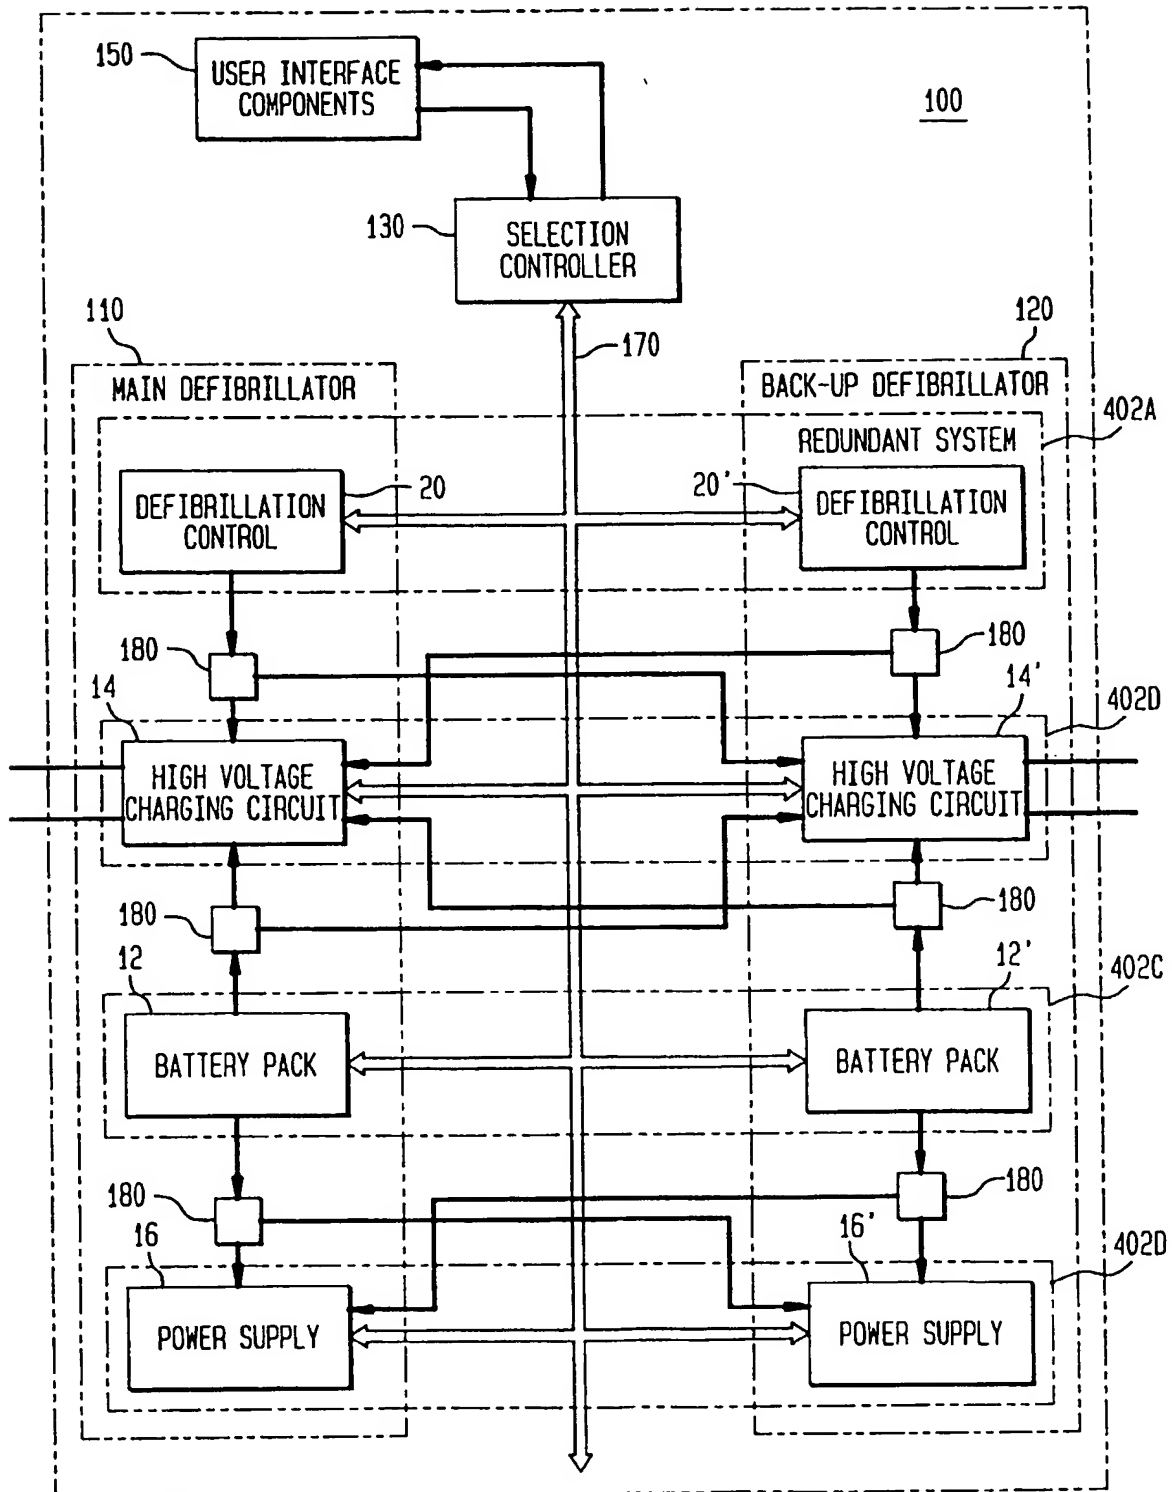 150
USER INTERFACE
COMPONENTS
100
130
SELECTION
CONTROLLER
110
170
120
MAIN DEFIBRILLATOR
BACK-UP DEFIBRILLATOR
402A
REDUNDANT SYSTEM
DEFIBRILLATION
CONTROL
20
20'
DEFIBRILLATION
CONTROL
180
180
14
14'
402D
HIGH VOLTAGE
CHARGING CIRCUIT
HIGH VOLTAGE
CHARGING CIRCUIT
180
180
12
12'
402C
BATTERY PACK
BATTERY PACK
180
180
16
16'
402D
POWER SUPPLY
POWER SUPPLY